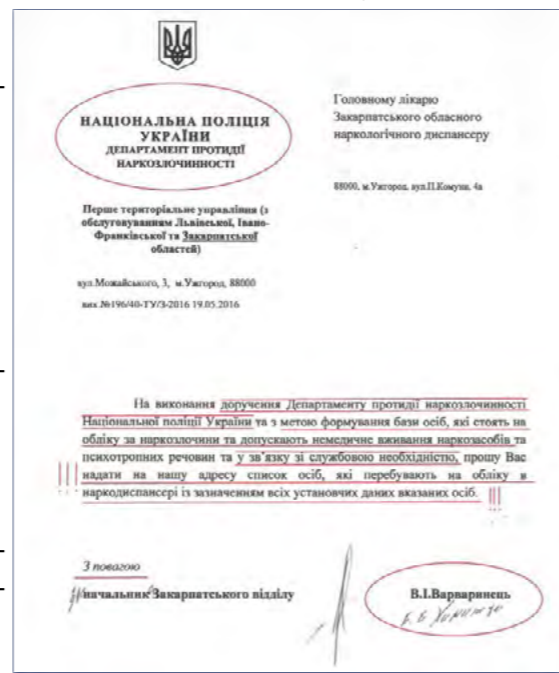 НАЦІОНАЛЬНА ПОЛІЦІЯ
УКРАЇНИ
ДЕПАРТАМЕНТ ПРОТИДІЇ
НАРКОЗЛОЧИННОСТІ
Перше територіальне управління (з
обслуговуванням Львівської, Івано-
Франківської та Закарпатської
областей)
вул.Можайського, 3, м.Ужгород, 88000
вих.№196/40-ТУ/3-2016 19.05.2016
Головному лікарю
Закарпатського обласного
наркологічного диспансеру
88000, м.Ужгород, вул.П.Комуни, 4а
На виконання доручення Департаменту протидії наркозлочинності
Національної поліції України та з метою формування бази осіб, які стоять на
обліку за наркозлочини та допускають немедичне вживання наркозасобів та
психотропних речовин та у зв'язку зі службовою необхідністю, прошу Вас
надати на нашу адресу список осіб, які перебувають на обліку в
наркодиспансері із зазначенням всіх установчих даних вказаних осіб.
З повагою
начальник Закарпатського відділу
В.І.Варваринець